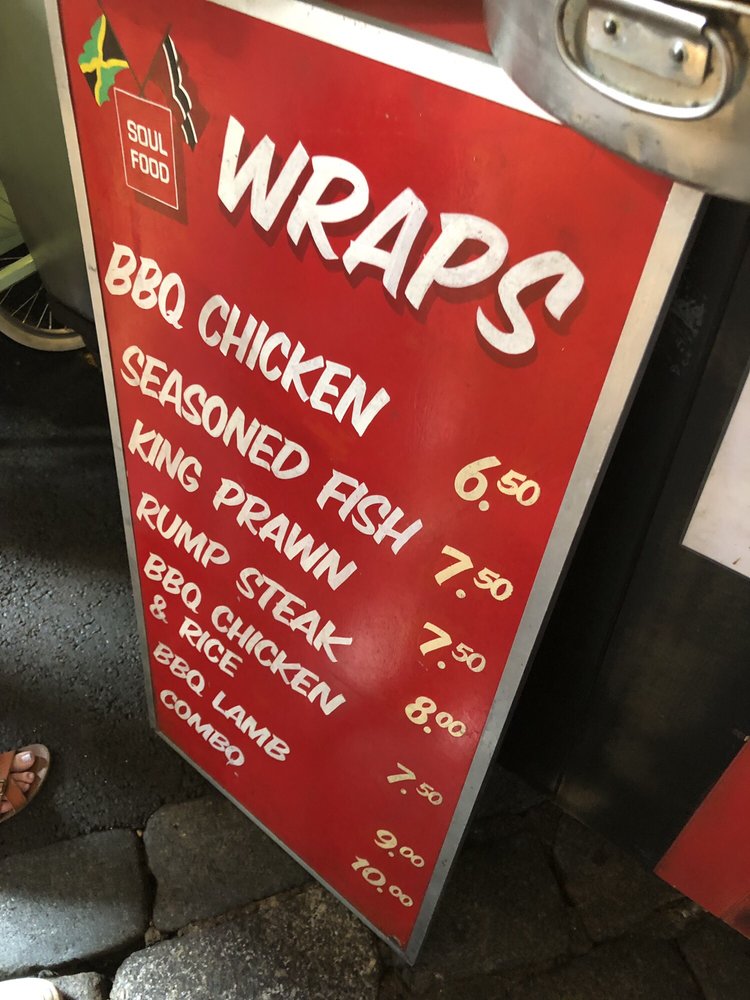 SOUL
FOOD
WRAPS
BBQ CHICKEN 6.50
SEASONED FISH 7.50
KING PRAWN 7.50
RUMP STEAK 8.00
BBQ CHICKEN
& RICE 7.50
BBQ LAMB 9.00
COMBO 10.00